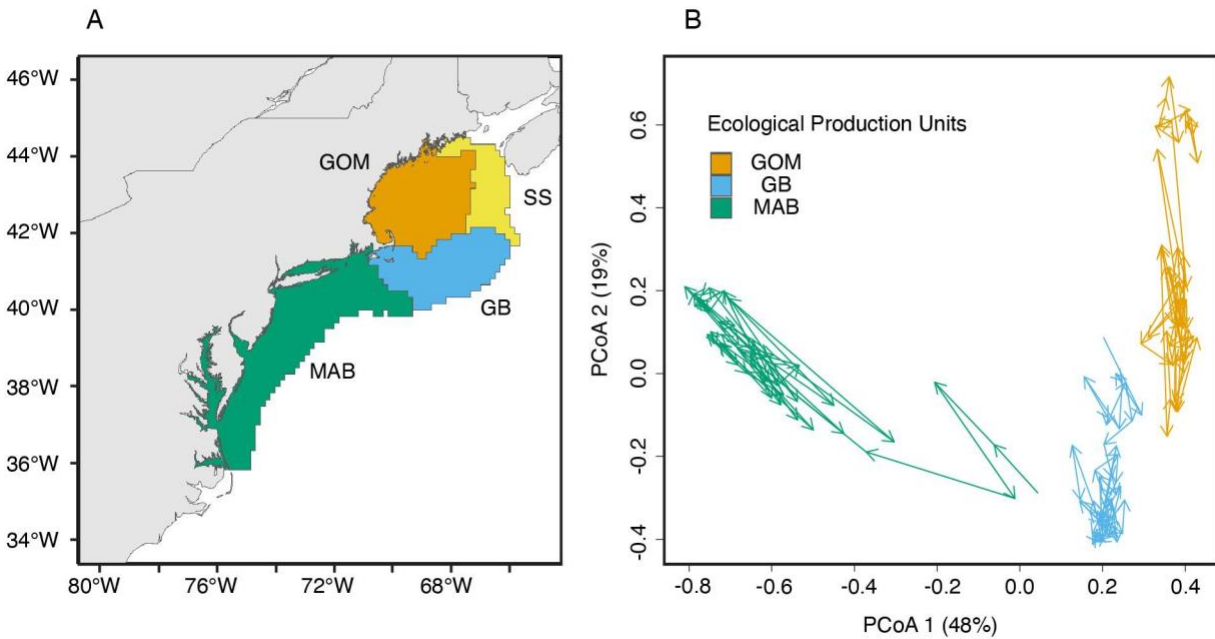 A
46°W
44°W
42°W
40°W
38°W
36°W
34°W
80°W
76°W
72°W
68°W
GOM
SS
GB
MAB
B
Ecological Production Units
GOM
GB
MAB
PCoA 2 (19%)
0.6
0.4
0.2
0.0
-0.2
-0.4
-0.8
-0.6
-0.4
-0.2
0.0
0.2
0.4
PCoA 1 (48%)